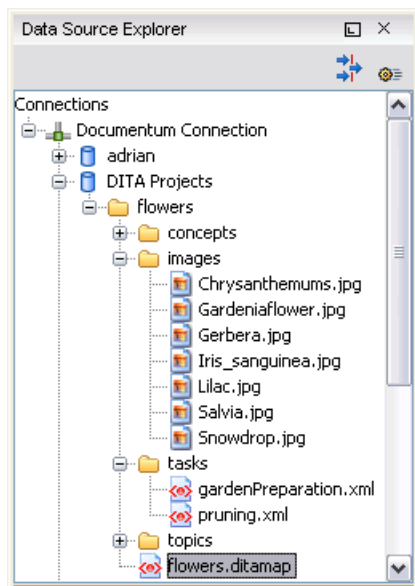 Data Source Explorer
Connections
Documentum Connection
adrian
DITA Projects
flowers
concepts
images
Chrysanthemums.jpg
Gardeniaflower.jpg
Gerbera.jpg
Iris_sanguinea.jpg
Lilac.jpg
Salvia.jpg
Snowdrop.jpg
tasks
gardenPreparation.xml
pruning.xml
topics
flowers.ditamap